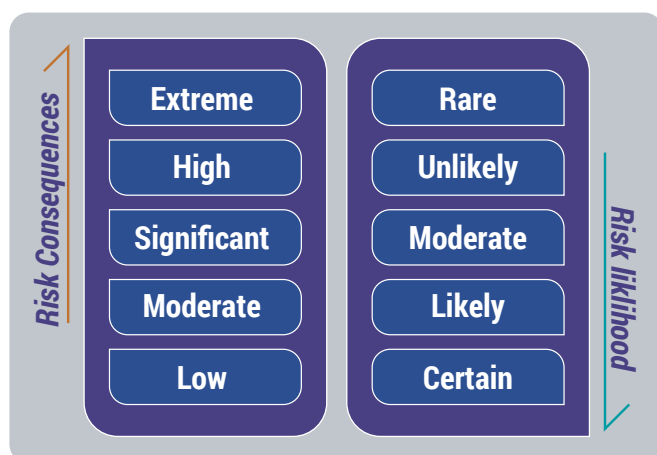 Risk Consequences
Extreme
High
Significant
Moderate
Low
Rare
Unlikely
Moderate
Likely
Certain
Risk liklihood